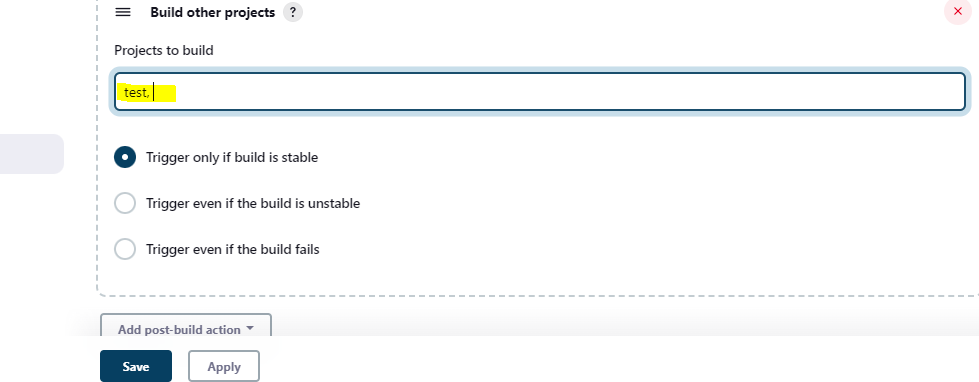 Build other projects ?
Projects to build
test,
Trigger only if build is stable
Trigger even if the build is unstable
Trigger even if the build fails
Add post-build action
Save Apply